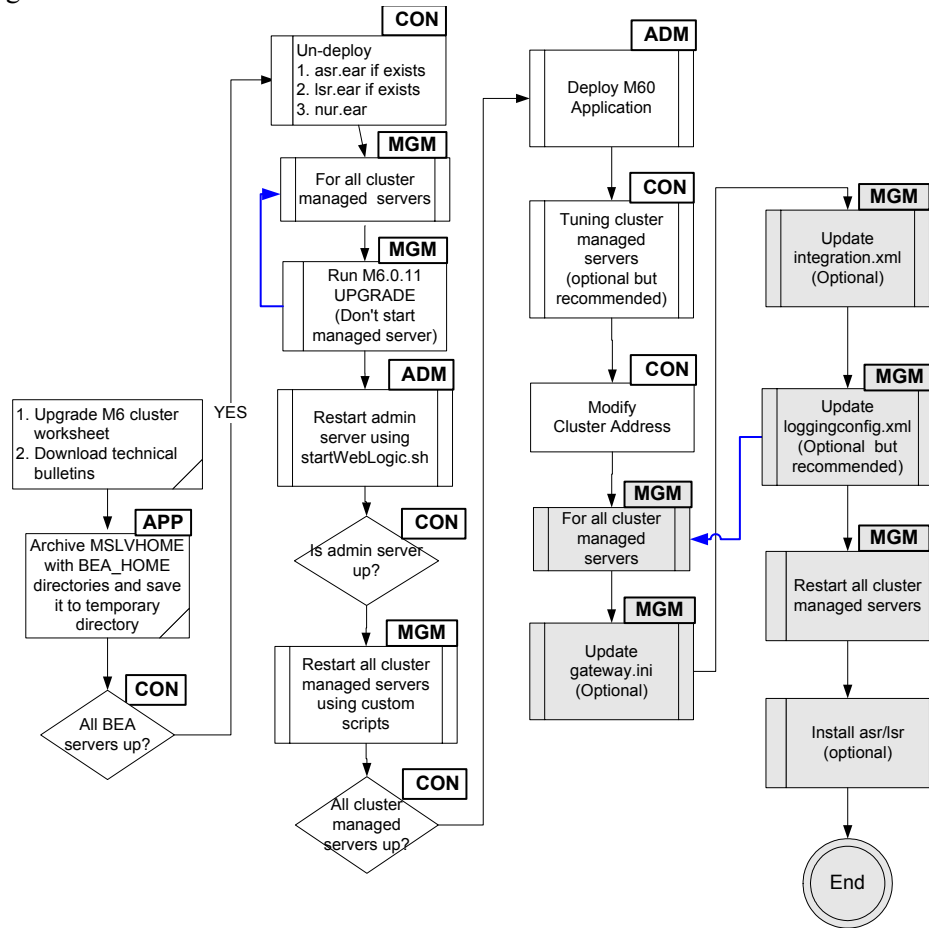 1. Upgrade M6 cluster
worksheet
2. Download technical
bulletins
APP
Archive MSLVHOME
with BEA_HOME
directories and save
it to temporary
directory
CON
All BEA
servers up?
YES
CON
Un-deploy
1. asr.ear if exists
2. lsr.ear if exists
3. nur.ear
MGM
For all cluster
managed servers
MGM
Run M6.0.11
UPGRADE
(Don't start
managed server)
ADM
Restart admin
server using
startWebLogic.sh
CON
Is admin server
up?
MGM
Restart all cluster
managed servers
using custom
scripts
CON
All cluster
managed
servers up?
ADM
Deploy M60
Application
CON
Tuning cluster
managed
servers
(optional but
recommended)
CON
Modify
Cluster Address
MGM
For all cluster
managed
servers
MGM
Update
gateway.ini
(Optional)
MGM
Update
integration.xml
(Optional)
MGM
Update
loggingconfig.xml
(Optional but
recommended)
MGM
Restart all cluster
managed servers
Install asr/lsr
(optional)
End